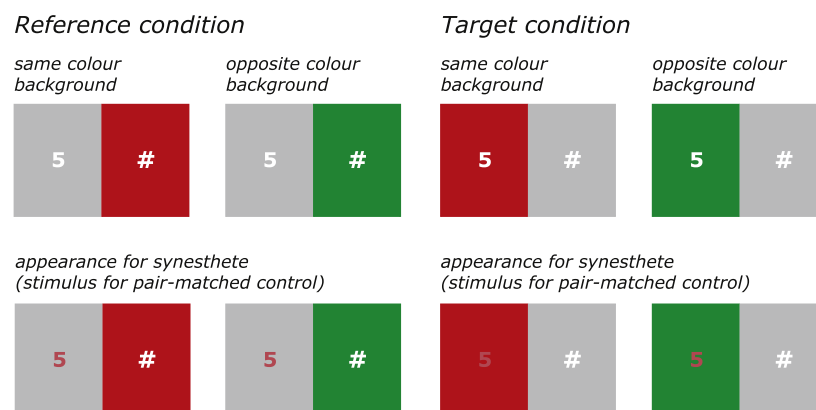 Reference condition
same colour
background
opposite colour
background
5 #
5 #
appearance for synesthete
(stimulus for pair-matched control)
5 #
5 #
Target condition
same colour
background
opposite colour
background
5 #
5 #
appearance for synesthete
(stimulus for pair-matched control)
5 #
5 #